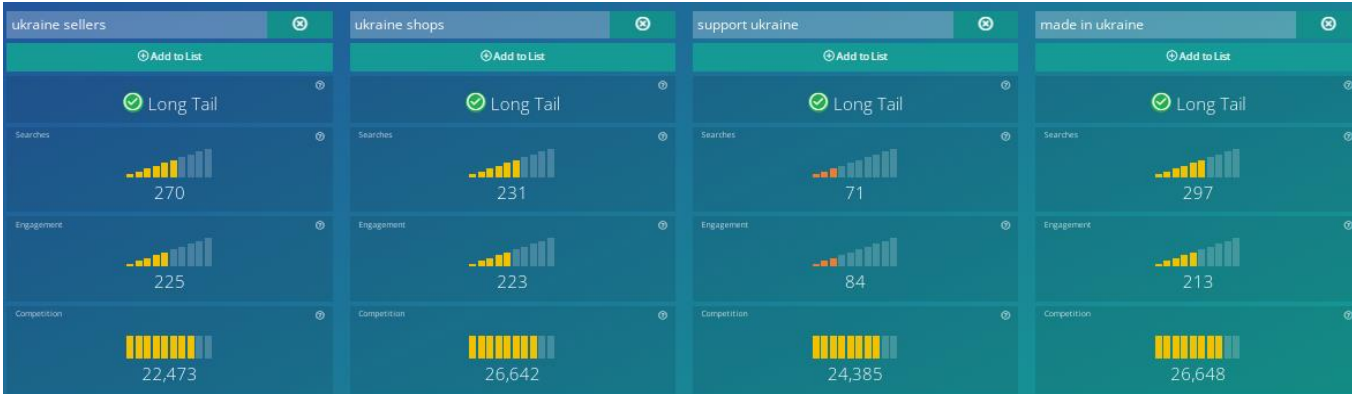 ukraine sellers
Add to List
Long Tail
Searches
270
Engagement
225
Competition
22,473
ukraine shops
Add to List
Long Tail
Searches
231
Engagement
223
Competition
26,642
support ukraine
Add to List
Long Tail
Searches
71
Engagement
84
Competition
24,385
made in ukraine
Add to List
Long Tail
Searches
297
Engagement
213
Competition
26,648